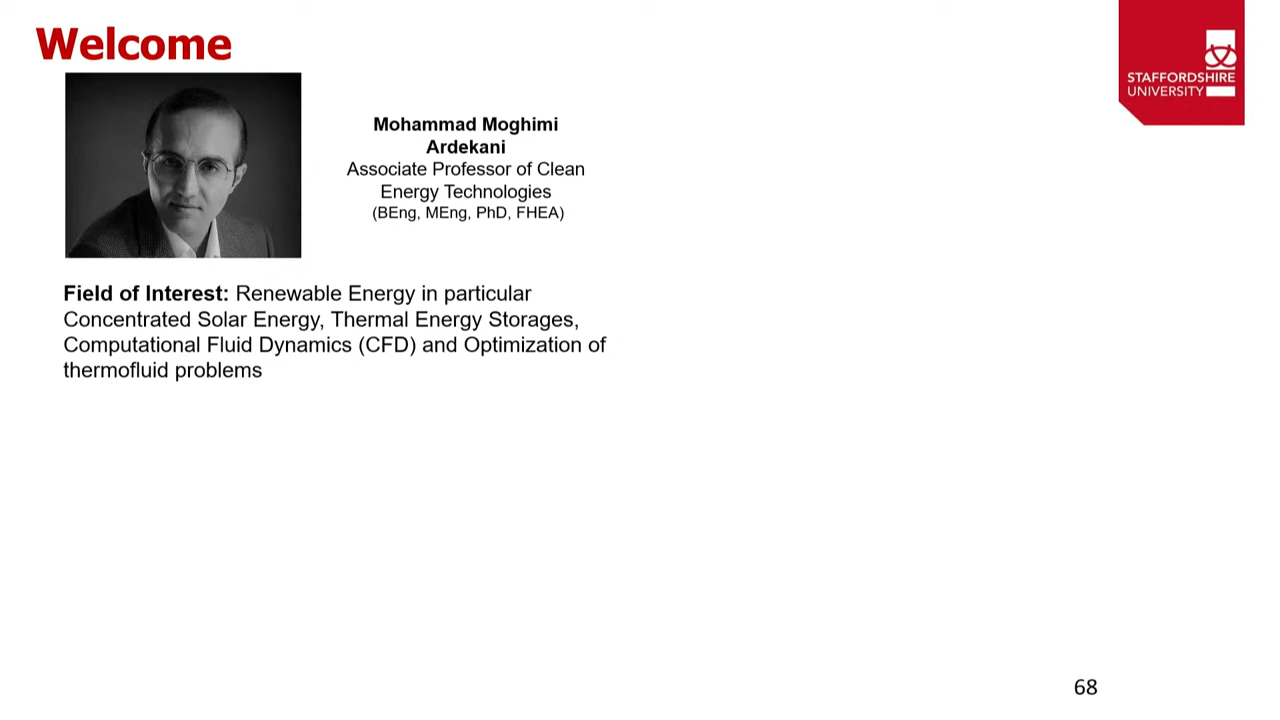 Welcome
STAFFORDSHIRE
UNIVERSITY
Mohammad Moghimi
Ardekani
Associate Professor of Clean
Energy Technologies
(BEng, MEng, PhD, FHEA)
Field of Interest: Renewable Energy in particular
Concentrated Solar Energy, Thermal Energy Storages,
Computational Fluid Dynamics (CFD) and Optimization of
thermofluid problems
68